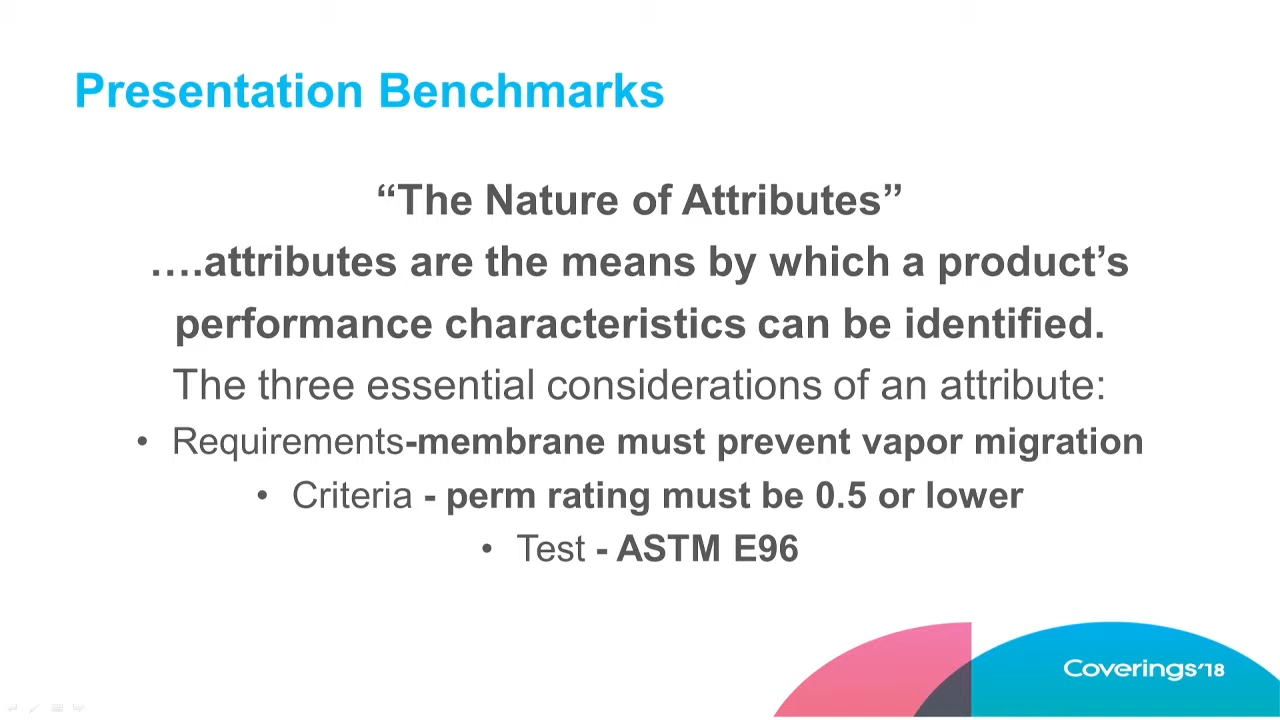 Presentation Benchmarks
“The Nature of Attributes”
….attributes are the means by which a product’s
performance characteristics can be identified.
The three essential considerations of an attribute:
• Requirements-membrane must prevent vapor migration
• Criteria - perm rating must be 0.5 or lower
• Test - ASTM E96
Coverings’18